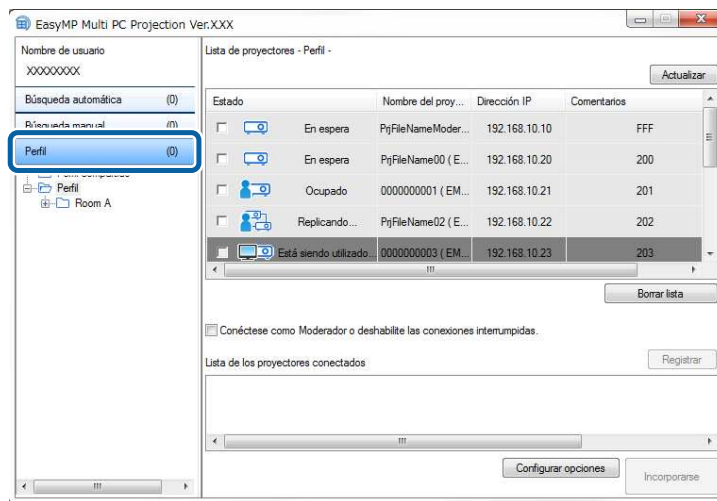 EasyMP Multi PC Projection Ver.XXX
Nombre de usuario
XXXXXXXX
Búsqueda automática (0)
Búsqueda manual (0)
Perfil (0)
Perfil compartido
Perfil
Room A
Lista de proyectores - Perfil -
Actualizar
Estado Nombre del proy... Dirección IP Comentarios
En espera PrjFileNameModer... 192.168.10.10 FFF
En espera PrjFileName00 ( E... 192.168.10.20 200
Ocupado 0000000001 ( EM... 192.168.10.21 201
Replicando... PrjFileName02 ( E... 192.168.10.22 202
Está siendo utilizado... 0000000003 ( EM... 192.168.10.23 203
Borrar lista
Conéctese como Moderador o deshabilite las conexiones interrumpidas.
Lista de los proyectores conectados
Registrar
Configurar opciones
Incorporarse